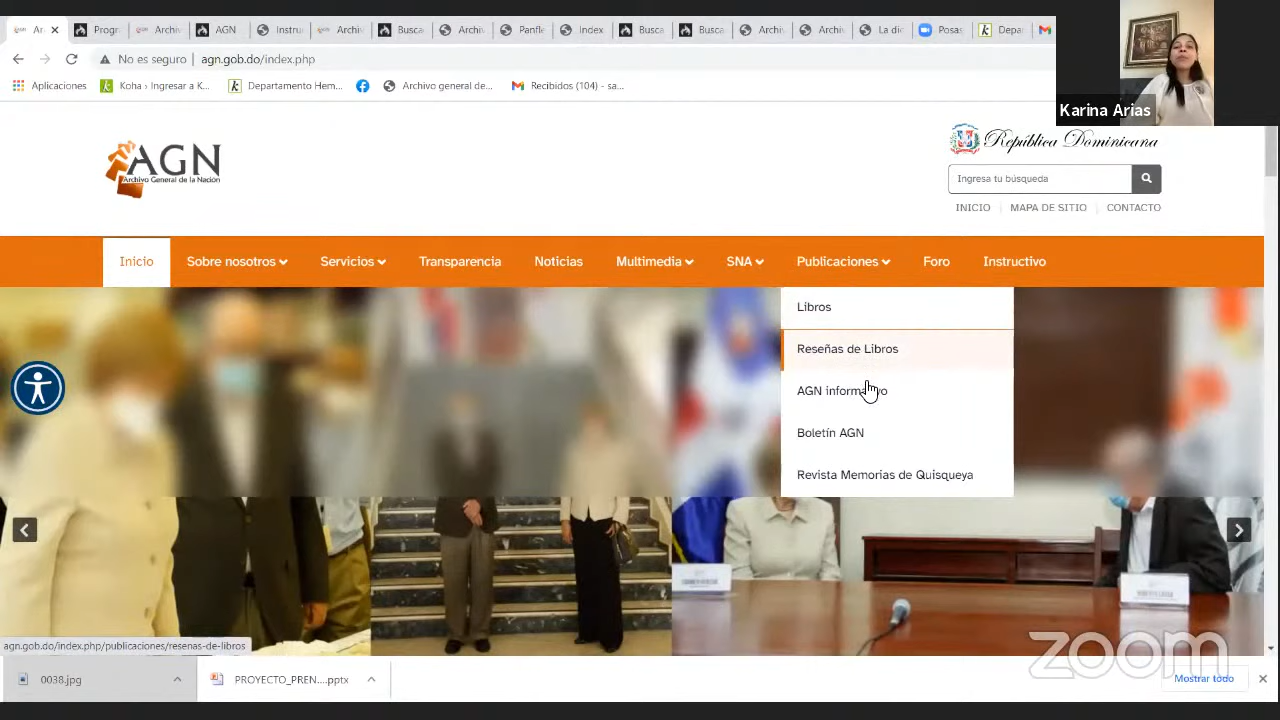 Ar
Progr
Archiv
AGN
Instru
Archiv
Busca
Archiv
Panfle
Index
Busca
Busca
Archiv
Archiv
La dic
Posas
Depar
No es seguro | agn.gob.do/index.php
Aplicaciones
Koha › Ingresar a K...
Departamento Hem...
Archivo general de...
Recibidos (104) - sa...
Karina Arias
AGN
Archivo General de la Nación
República Dominicana
Ingresa tu búsqueda
INICIO | MAPA DE SITIO | CONTACTO
Inicio
Sobre nosotros
Servicios
Transparencia
Noticias
Multimedia
SNA
Publicaciones
Foro
Instructivo
Libros
Reseñas de Libros
AGN informativo
Boletín AGN
Revista Memorias de Quisqueya
agn.gob.do/index.php/publicaciones/resenas-de-libros
zoom
0038.jpg
PROYECTO_PREN....pptx
Mostrar todo